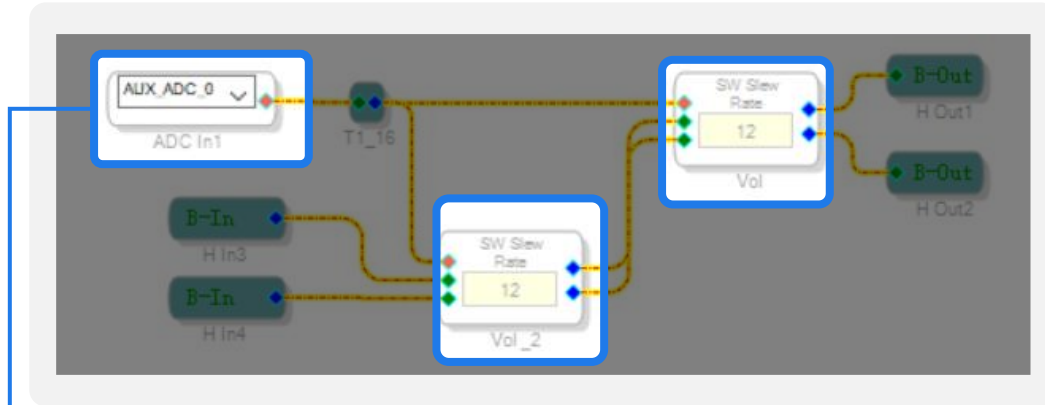 AUX_ADC_0
ADC In1
T1_16
SW Slew
Rate
12
Vol
B-Out
H Out1
B-Out
H Out2
B-In
H In3
B-In
H In4
SW Slew
Rate
12
Vol _2